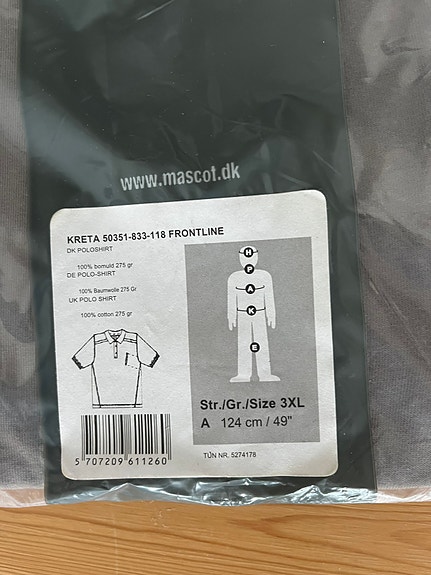 www.mascot.dk
KRETA 50351-833-118 FRONTLINE
DK POLOSHIRT
100% bomuld 275 gr
DE POLO-SHIRT
100% Baumwolle 275 Gr
UK POLO SHIRT
100% cotton 275 gr
H
P
A
K
E
Str./Gr./Size 3XL
A 124 cm / 49"
5 707209 611260
TÜN NR. 5274178